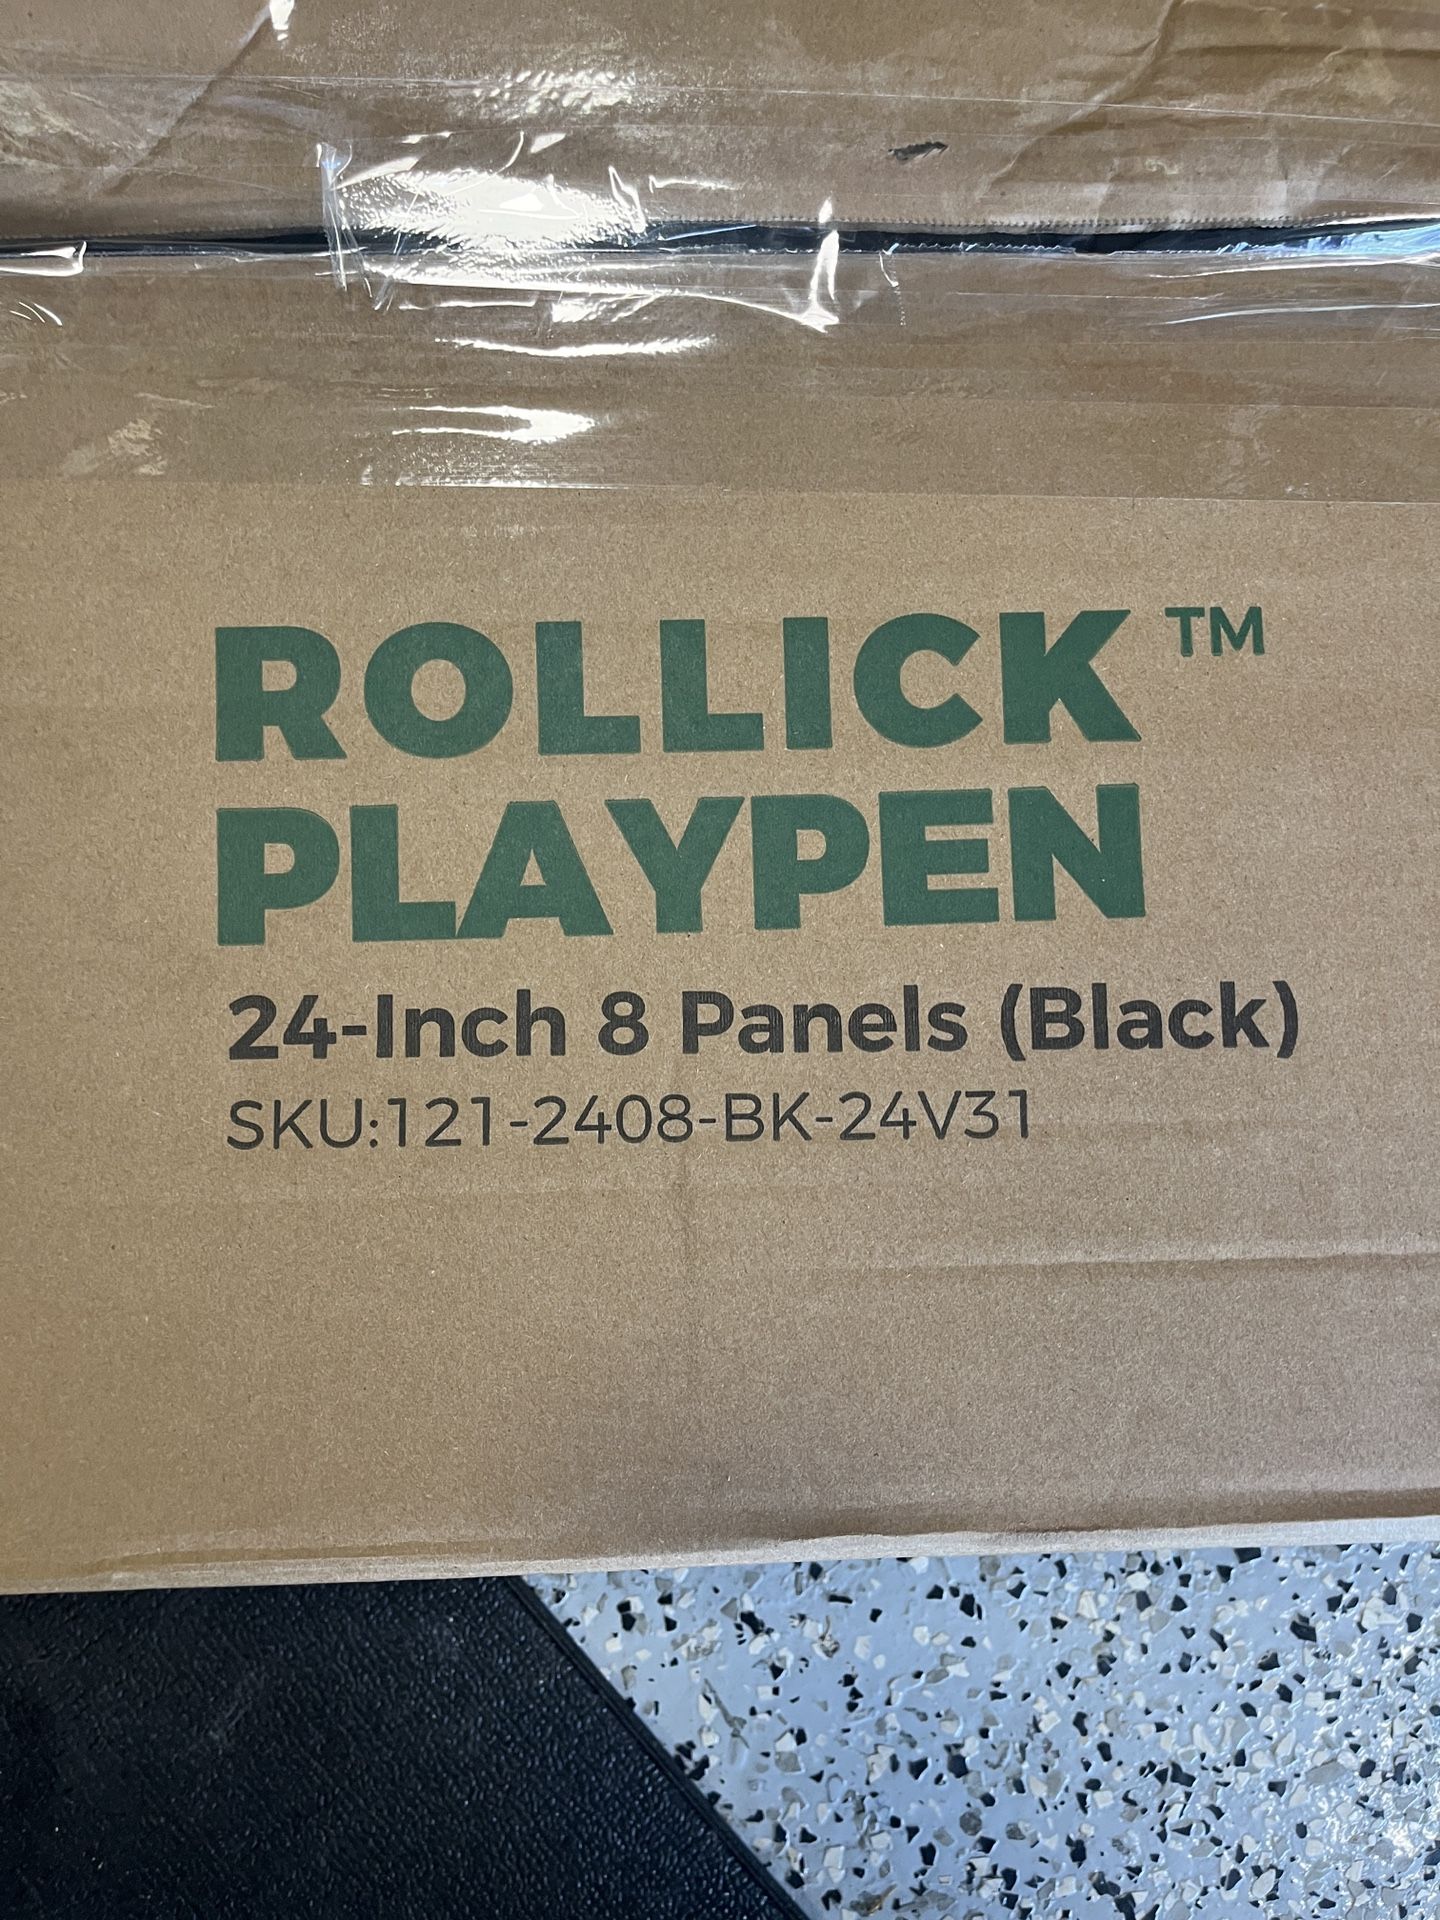 ROLLICK™
PLAYPEN
24-Inch 8 Panels (Black)
SKU:121-2408-BK-24V31